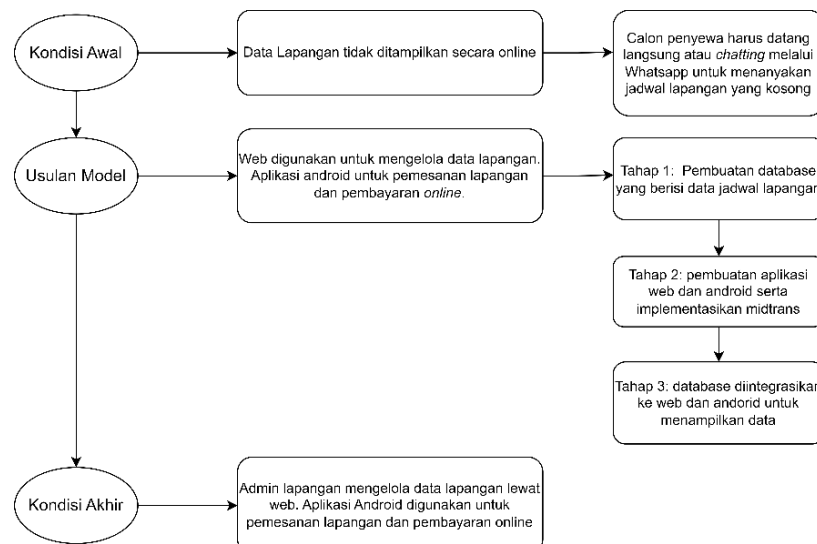 Kondisi Awal
Data Lapangan tidak ditampilkan secara online
Calon penyewa harus datang
langsung atau chatting melalui
Whatsapp untuk menanyakan
jadwal lapangan yang kosong
Usulan Model
Web digunakan untuk mengelola data lapangan.
Aplikasi android untuk pemesanan lapangan
dan pembayaran online.
Tahap 1: Pembuatan database
yang berisi data jadwal lapangan
Tahap 2: pembuatan aplikasi
web dan android serta
implementasikan midtrans
Tahap 3: database diintegrasikan
ke web dan andorid untuk
menampilkan data
Kondisi Akhir
Admin lapangan mengelola data lapangan lewat
web. Aplikasi Android digunakan untuk
pemesanan lapangan dan pembayaran online